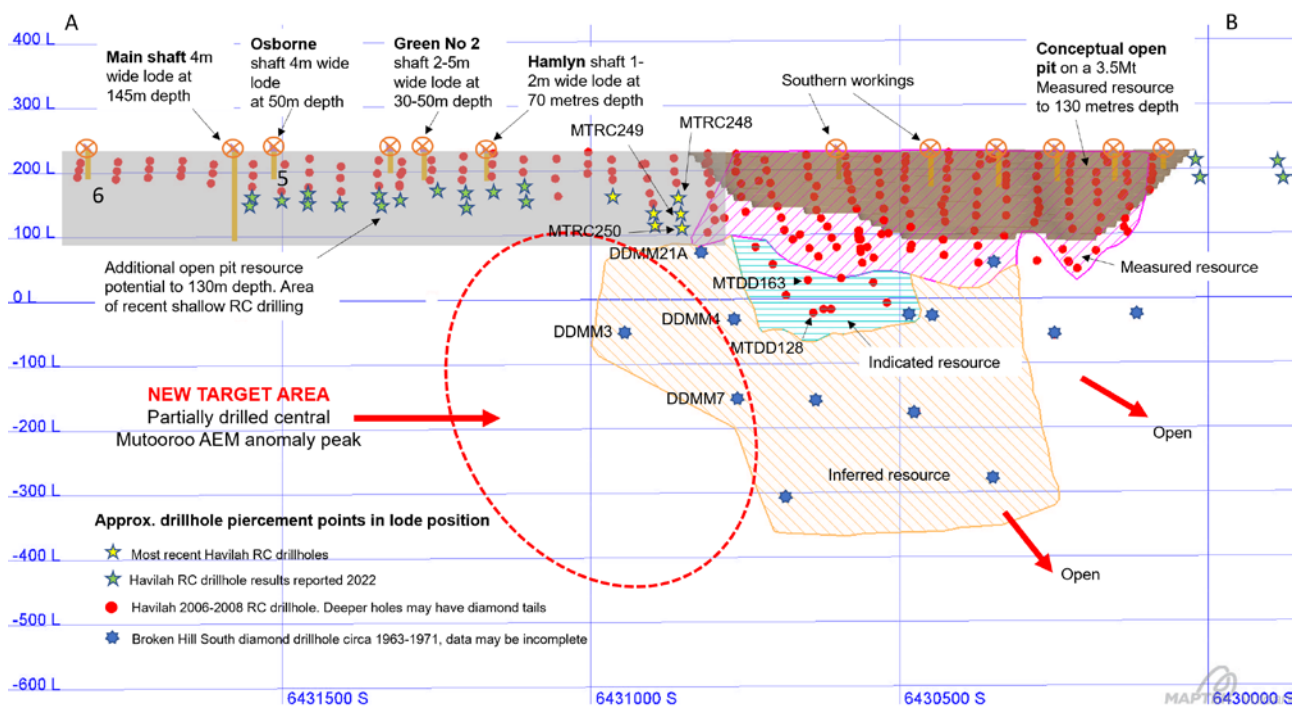 A
B
400 L
300 L
200 L
100 L
0 L
-100 L
-200 L
-300 L
-400 L
-500 L
-600 L
Main shaft 4m
wide lode at
145m depth
Osborne
shaft 4m wide
lode
at 50m depth
Green No 2
shaft 2-5m
wide lode at
30-50m depth
Hamlyn shaft 1-
2m wide lode at
70 metres depth
MTRC249
MTRC248
Southern workings
Conceptual open
pit on a 3.5Mt
Measured resource
to 130 metres depth
6
5
MTRC250
DDMM21A
Additional open pit resource
potential to 130m depth. Area
of recent shallow RC drilling
Measured resource
MTDD163
DDMM3
DDMM4
MTDD128
Indicated resource
NEW TARGET AREA
Partially drilled central
Mutooroo AEM anomaly peak
DDMM7
Open
Inferred resource
Open
Approx. drillhole piercement points in lode position
Most recent Havilah RC drillholes
Havilah RC drillhole results reported 2022
Havilah 2006-2008 RC drillhole. Deeper holes may have diamond tails
Broken Hill South diamond drillhole circa 1963-1971, data may be incomplete
6431500 S
6431000 S
6430500 S
6430000 S